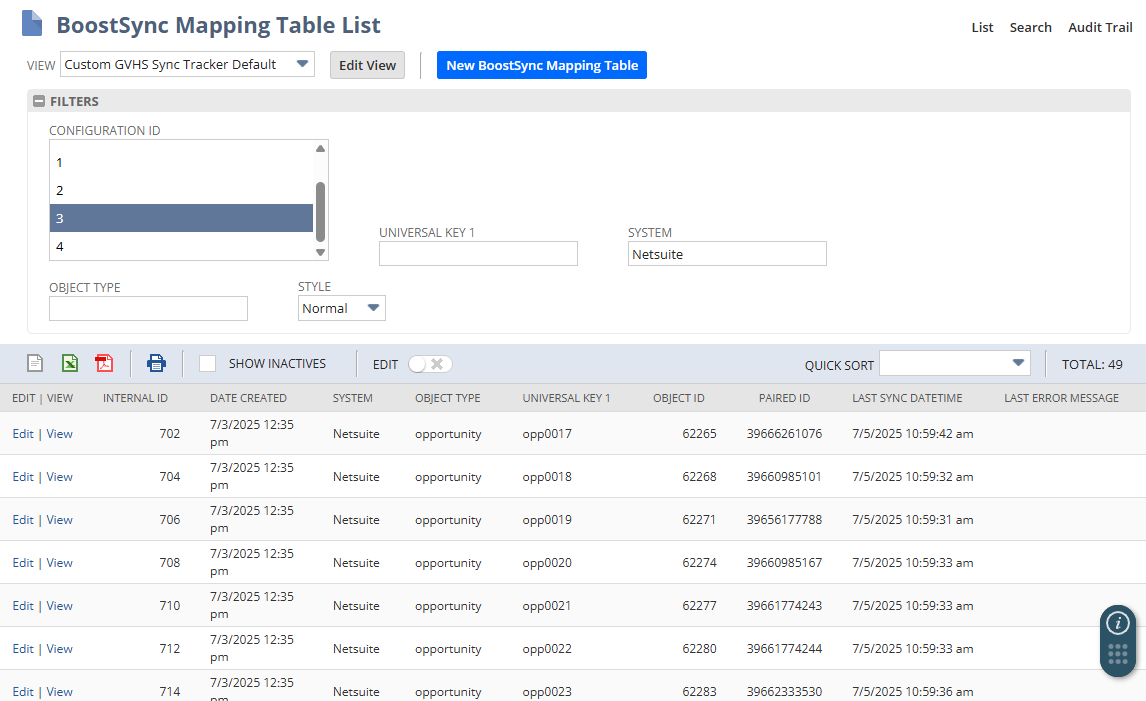 BoostSync Mapping Table List
List Search Audit Trail
VIEW Custom GVHS Sync Tracker Default Edit View New BoostSync Mapping Table
FILTERS
CONFIGURATION ID
1
2
3
4
UNIVERSAL KEY 1
SYSTEM
Netsuite
OBJECT TYPE
STYLE
Normal
SHOW INACTIVES EDIT QUICK SORT TOTAL: 49
EDIT | VIEW INTERNAL ID DATE CREATED SYSTEM OBJECT TYPE UNIVERSAL KEY 1 OBJECT ID PAIRED ID LAST SYNC DATETIME LAST ERROR MESSAGE
Edit | View 702 7/3/2025 12:35 pm Netsuite opportunity opp0017 62265 39666261076 7/5/2025 10:59:42 am
Edit | View 704 7/3/2025 12:35 pm Netsuite opportunity opp0018 62268 39660985101 7/5/2025 10:59:32 am
Edit | View 706 7/3/2025 12:35 pm Netsuite opportunity opp0019 62271 39656177788 7/5/2025 10:59:31 am
Edit | View 708 7/3/2025 12:35 pm Netsuite opportunity opp0020 62274 39660985167 7/5/2025 10:59:33 am
Edit | View 710 7/3/2025 12:35 pm Netsuite opportunity opp0021 62277 39661774243 7/5/2025 10:59:33 am
Edit | View 712 7/3/2025 12:35 pm Netsuite opportunity opp0022 62280 39661774244 7/5/2025 10:59:33 am
Edit | View 714 7/3/2025 12:35 pm Netsuite opportunity opp0023 62283 39662333530 7/5/2025 10:59:36 am